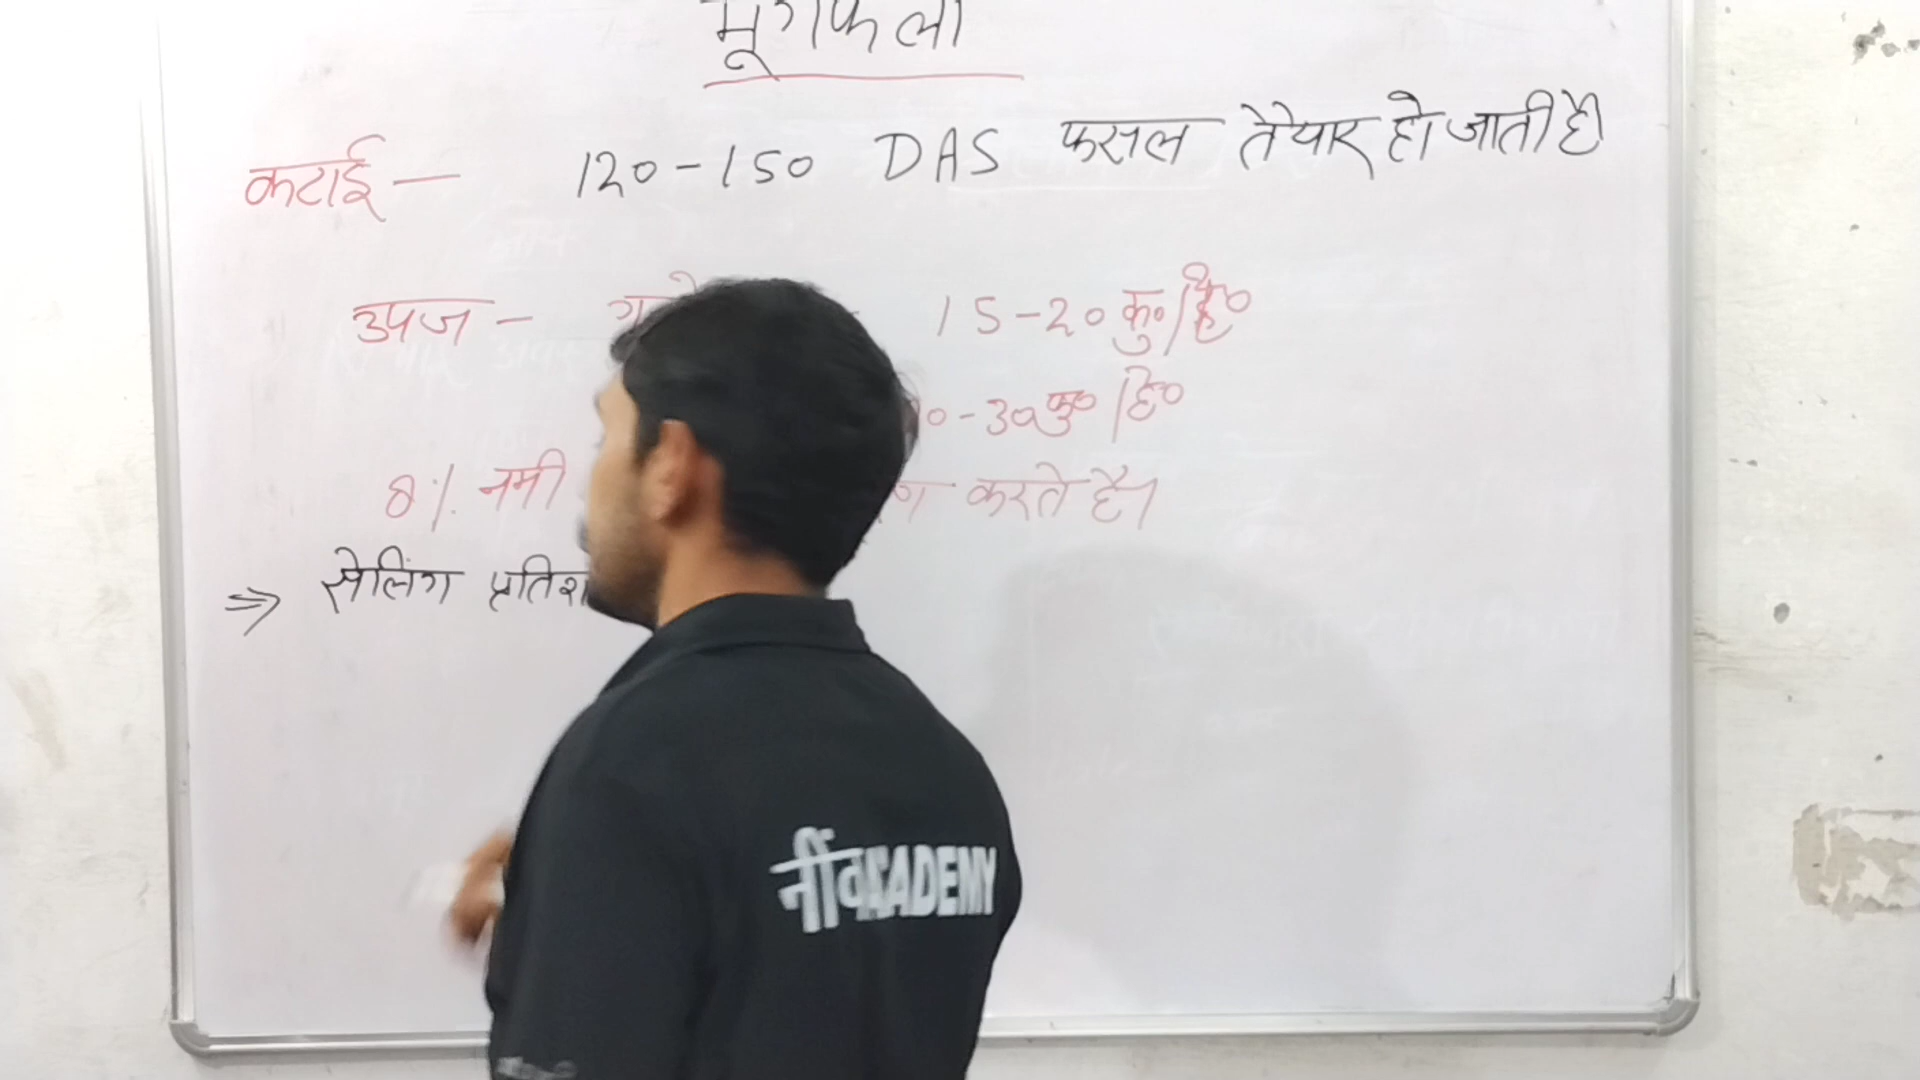 मूंगफली
कटाई — 120-150 DAS फसल तैयार हो जाती है।
उपज - 15-20 कु०/है०
0-30 कु०/है०
8% नमी करते है।
⇒ सेलिंग प्रतिश
नींव ACADEMY